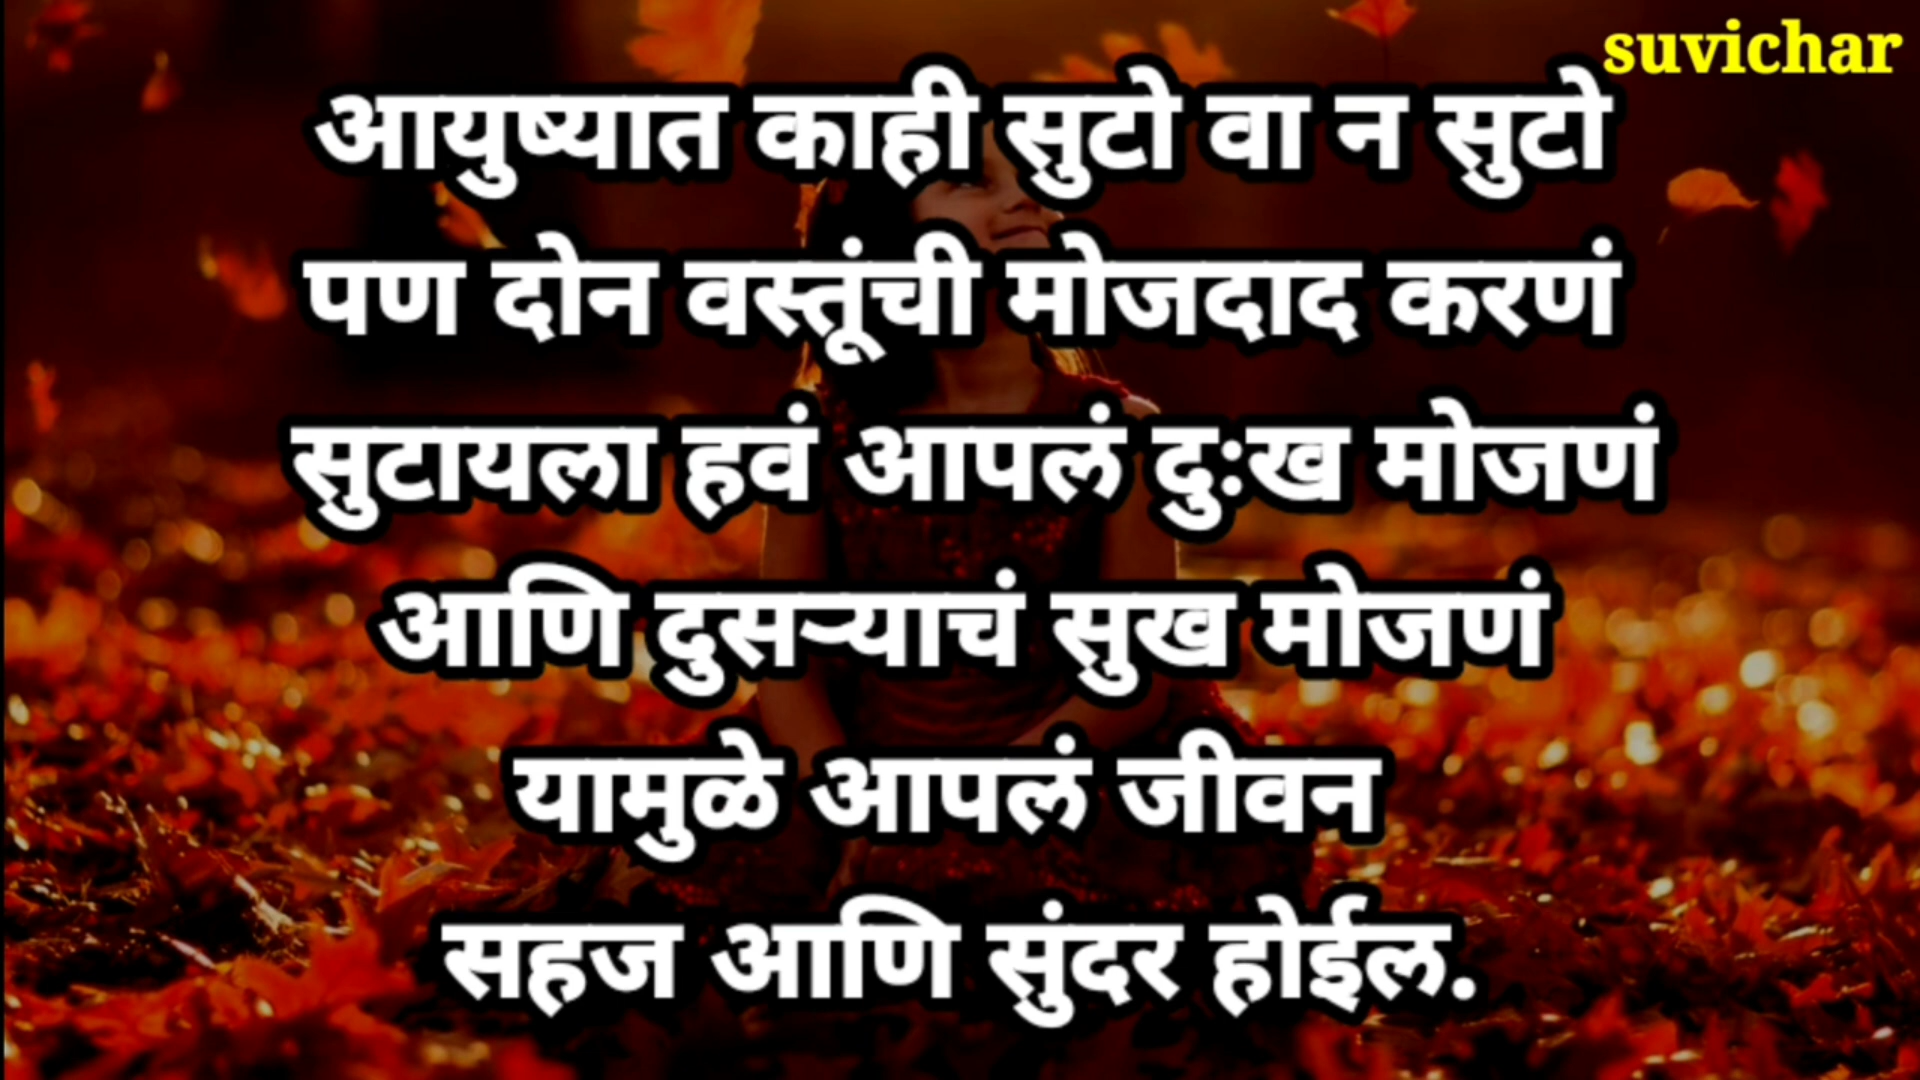 suvichar
आयुष्यात काही सुटो वा न सुटो
पण दोन वस्तूंची मोजदाद करणं
सुटायला हवं आपलं दुःख मोजणं
आणि दुसऱ्याचं सुख मोजणं
यामुळे आपलं जीवन
सहज आणि सुंदर होईल.